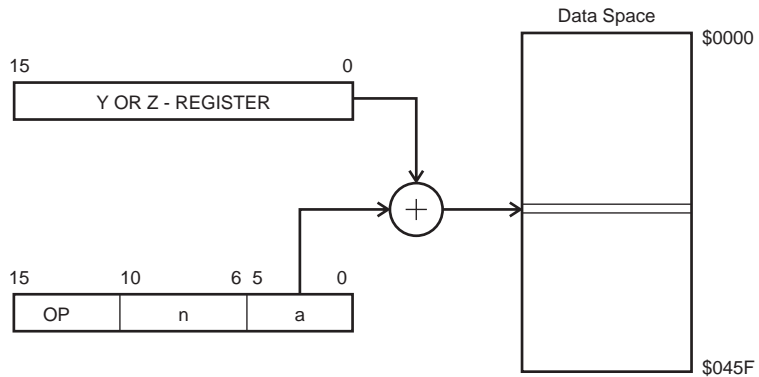 Data Space
$0000
15 0
Y OR Z - REGISTER
+
15 10 6 5 0
OP n a
$045F